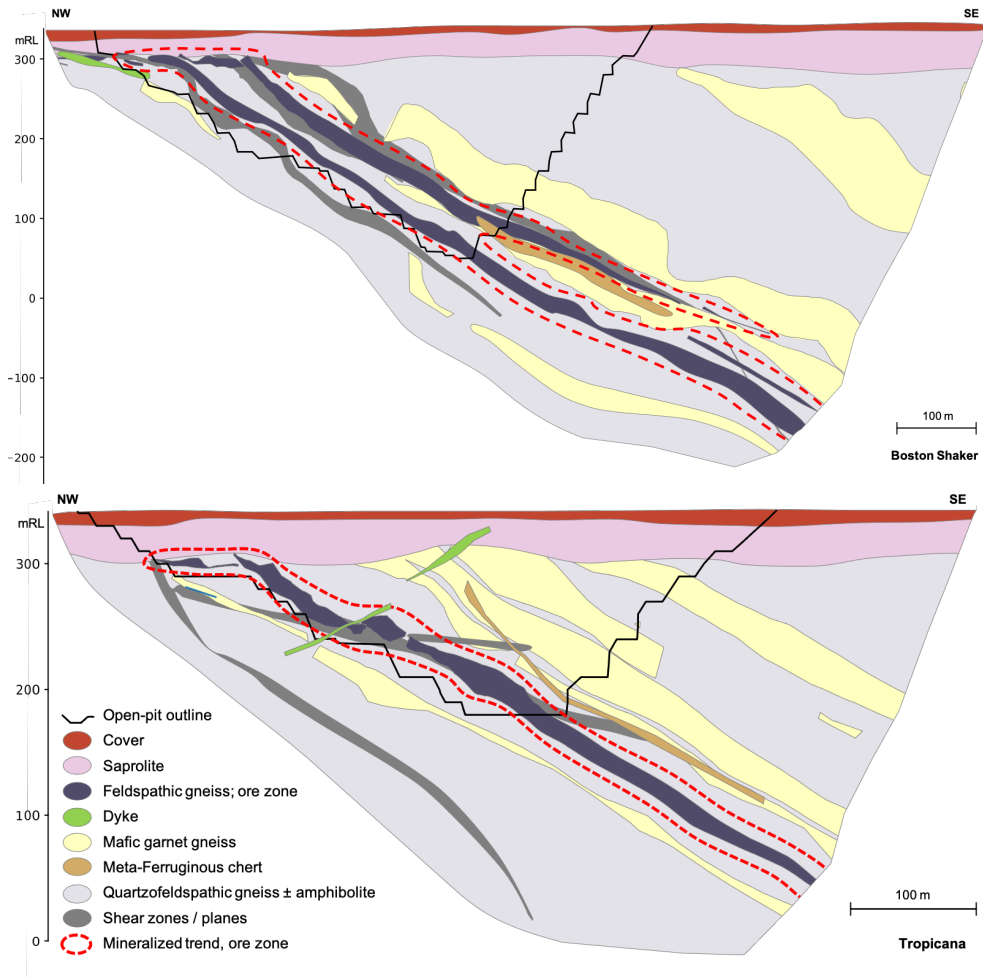 NW
SE
mRL
300
200
100
0
−100
−200
100 m
Boston Shaker
NW
SE
mRL
300
200
100
0
Open-pit outline
Cover
Saprolite
Feldspathic gneiss; ore zone
Dyke
Mafic garnet gneiss
Meta-Ferruginous chert
Quartzofeldspathic gneiss ± amphibolite
Shear zones / planes
Mineralized trend, ore zone
100 m
Tropicana